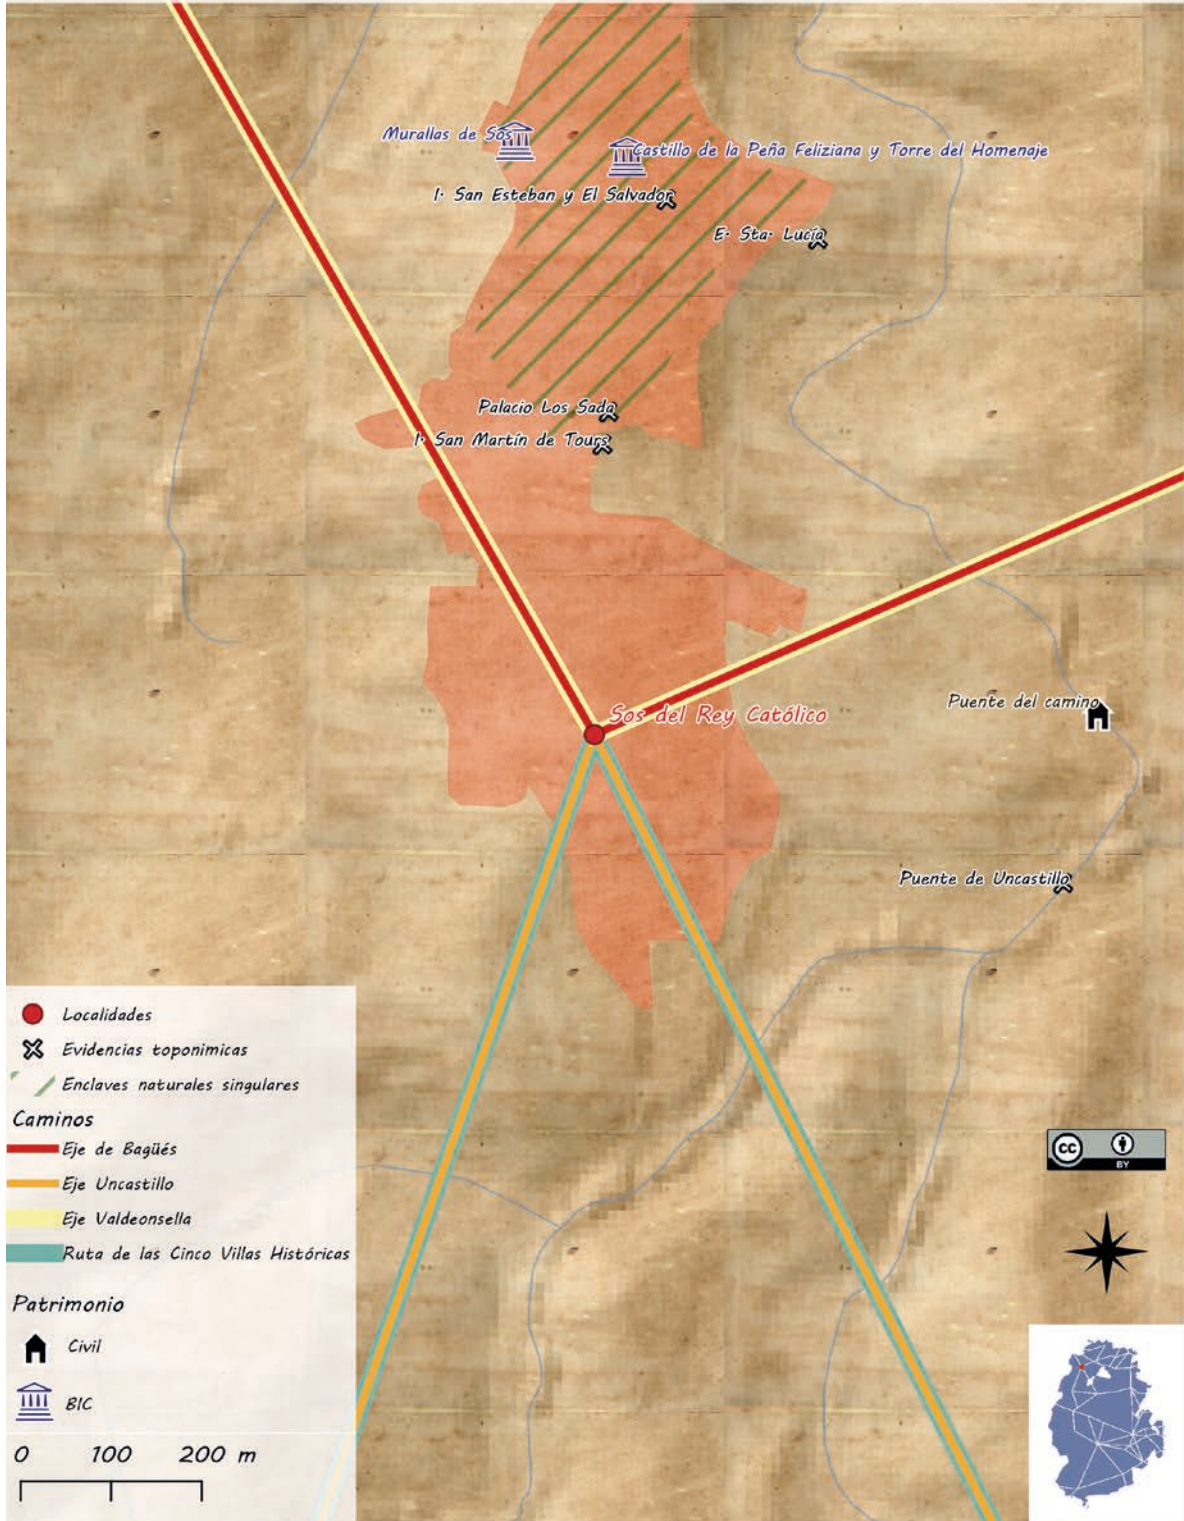 Murallas de Sos
Castillo de la Peña Feliziana y Torre del Homenaje
I. San Esteban y El Salvador
E. Sta. Lucía
Palacio Los Sada
I. San Martín de Tours
Sos del Rey Católico
Puente del camino
Puente de Uncastillo
Localidades
Evidencias toponimicas
Enclaves naturales singulares
Caminos
Eje de Bagüés
Eje Uncastillo
Eje Valdeonsella
Ruta de las Cinco Villas Históricas
Patrimonio
Civil
BIC
0 100 200 m
cc
BY